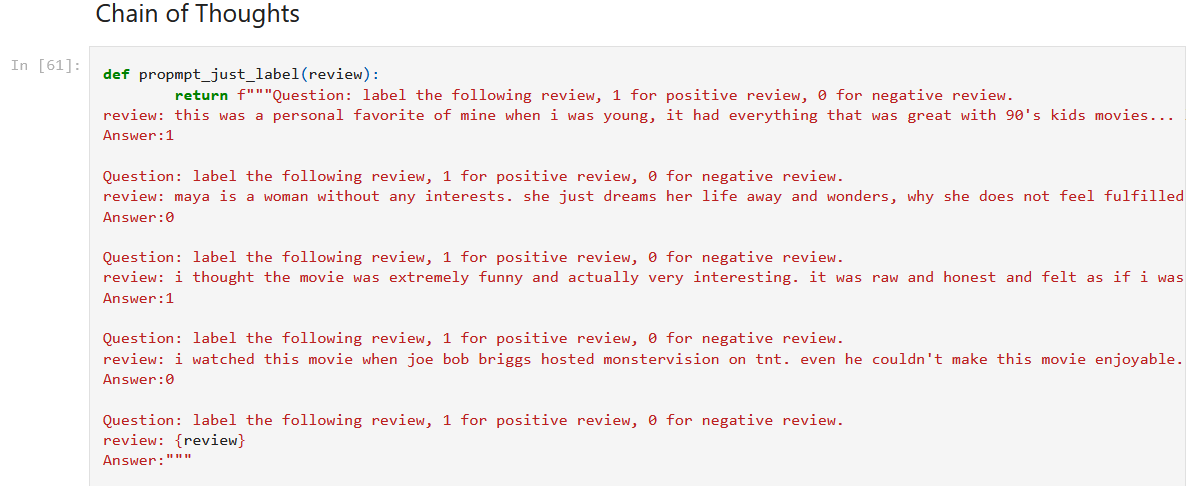 Chain of Thoughts
In [61]:
def propmpt_just_label(review):
return f"""Question: label the following review, 1 for positive review, 0 for negative review.
review: this was a personal favorite of mine when i was young, it had everything that was great with 90's kids movies...
Answer:1
Question: label the following review, 1 for positive review, 0 for negative review.
review: maya is a woman without any interests. she just dreams her life away and wonders, why she does not feel fulfilled
Answer:0
Question: label the following review, 1 for positive review, 0 for negative review.
review: i thought the movie was extremely funny and actually very interesting. it was raw and honest and felt as if i was
Answer:1
Question: label the following review, 1 for positive review, 0 for negative review.
review: i watched this movie when joe bob briggs hosted monstervision on tnt. even he couldn't make this movie enjoyable.
Answer:0
Question: label the following review, 1 for positive review, 0 for negative review.
review: {review}
Answer:"""